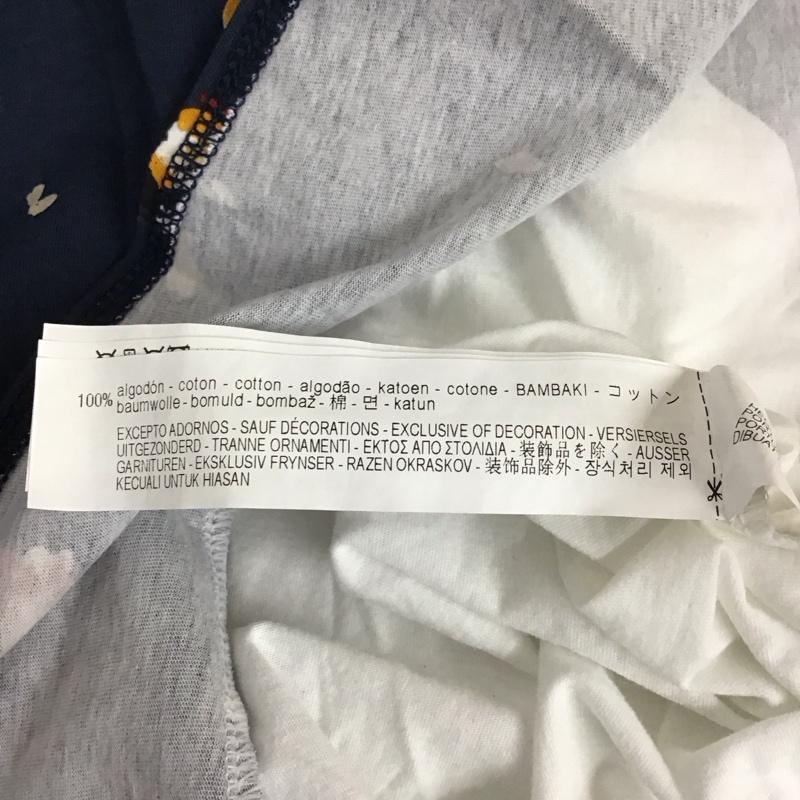 100% algodón - coton - cotton - algodão - katoen - cotone - BAMBAKI - コットン
baumwolle - bomuld - bombaž - 棉 - 면 - katun
EXCEPTO ADORNOS - SAUF DÉCORATIONS - EXCLUSIVE OF DECORATION - VERSIERSELS
UITGEZONDERD - TRANNE ORNAMENTI - ΕΚΤΟΣ ΑΠΟ ΣΤΟΛΙΔΙΑ - 装飾品を除く - AUSSER
GARNITUREN - EKSKLUSIV FRYNSER - RAZEN OKRASKOV - 装饰品除外 - 장식처리 제외
KECUALI UNTUK HIASAN